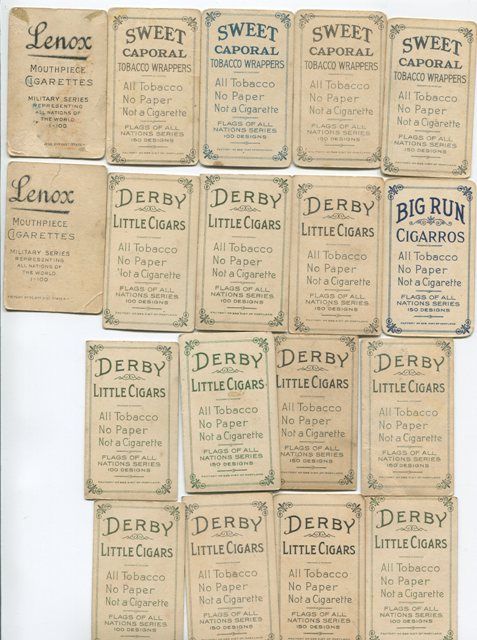 Lenox
MOUTHPIECE
CIGARETTES
MILITARY SERIES
REPRESENTING
ALL NATIONS OF
THE WORLD
1-100
SWEET
CAPORAL
TOBACCO WRAPPERS
All Tobacco
No Paper
Not a Cigarette
FLAGS OF ALL
NATIONS SERIES
150 DESIGNS
SWEET
CAPORAL
TOBACCO WRAPPERS
All Tobacco
No Paper
Not a Cigarette
FLAGS OF ALL
NATIONS SERIES
150 DESIGNS
SWEET
CAPORAL
TOBACCO WRAPPERS
All Tobacco
No Paper
Not a Cigarette
FLAGS OF ALL
NATIONS SERIES
150 DESIGNS
SWEET
CAPORAL
TOBACCO WRAPPERS
All Tobacco
No Paper
Not a Cigarette
FLAGS OF ALL
NATIONS SERIES
150 DESIGNS
Lenox
MOUTHPIECE
CIGARETTES
MILITARY SERIES
REPRESENTING
ALL NATIONS OF
THE WORLD
1-100
DERBY
LITTLE CIGARS
All Tobacco
No Paper
Not a Cigarette
FLAGS OF ALL
NATIONS SERIES
100 DESIGNS
DERBY
LITTLE CIGARS
All Tobacco
No Paper
Not a Cigarette
FLAGS OF ALL
NATIONS SERIES
100 DESIGNS
DERBY
LITTLE CIGARS
All Tobacco
No Paper
Not a Cigarette
FLAGS OF ALL
NATIONS SERIES
150 DESIGNS
BIG RUN
CIGARROS
All Tobacco
No Paper
Not a Cigarette
FLAGS OF ALL
NATIONS SERIES
150 DESIGNS
DERBY
LITTLE CIGARS
All Tobacco
No Paper
Not a Cigarette
FLAGS OF ALL
NATIONS SERIES
100 DESIGNS
DERBY
LITTLE CIGARS
All Tobacco
No Paper
Not a Cigarette
FLAGS OF ALL
NATIONS SERIES
150 DESIGNS
DERBY
LITTLE CIGARS
All Tobacco
No Paper
Not a Cigarette
FLAGS OF ALL
NATIONS SERIES
150 DESIGNS
DERBY
LITTLE CIGARS
All Tobacco
No Paper
Not a Cigarette
FLAGS OF ALL
NATIONS SERIES
150 DESIGNS
DERBY
LITTLE CIGARS
All Tobacco
No Paper
Not a Cigarette
FLAGS OF ALL
NATIONS SERIES
100 DESIGNS
DERBY
LITTLE CIGARS
All Tobacco
No Paper
Not a Cigarette
FLAGS OF ALL
NATIONS SERIES
DERBY
LITTLE CIGARS
All Tobacco
No Paper
Not a Cigarette
FLAGS OF ALL
NATIONS SERIES
DERBY
LITTLE CIGARS
All Tobacco
No Paper
Not a Cigarette
FLAGS OF ALL
NATIONS SERIES